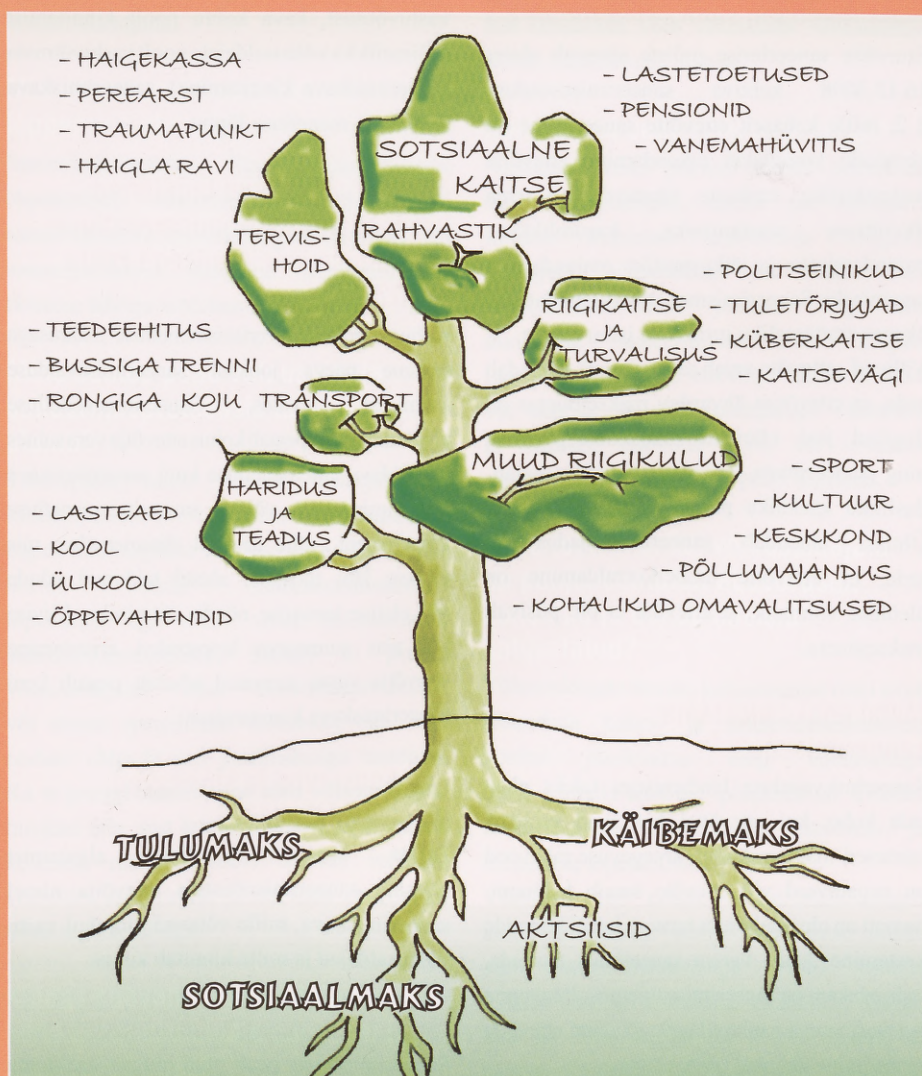 - HAIGEKASSA
- PEREARST
- TRAUMAPUNKT
- HAIGLA RAVI
- LASTETOETUSED
- PENSIONID
- VANEMAHÜVITIS
SOTSIAALNE
KAITSE
RAHVASTIK
TERVIS-
HOID
- POLITSEINIKUD
- TULETÕRJUJAD
- KÜBERKAITSE
- KAITSEVÄGI
RIIGIKAITSE
JA
TURVALISUS
- TEEDEEHITUS
- BUSSIGA TRENNI
- RONGIGA KOJU
TRANSPORT
MUUD RIIGIKULUD
- SPORT
- KULTUUR
- KESKKOND
- PÕLLUMAJANDUS
- KOHALIKUD OMAVALITSUSED
HARIDUS
JA
TEADUS
- LASTEAED
- KOOL
- ÜLIKOOL
- ÕPPEVAHENDID
TULUMAKS
KÄIBEMAKS
AKTSIISID
SOTSIAALMAKS